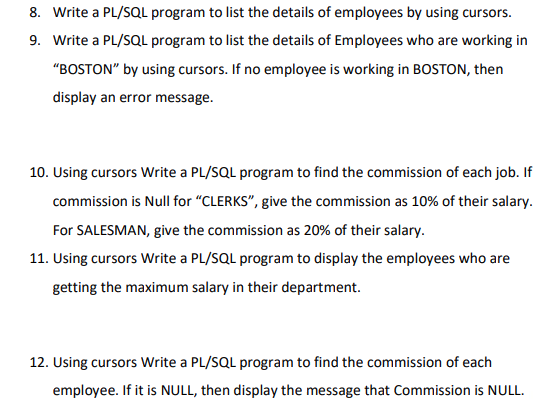 8. Write a PL/SQL program to list the details of employees by using cursors.
9. Write a PL/SQL program to list the details of Employees who are working in
“BOSTON” by using cursors. If no employee is working in BOSTON, then
display an error message.
10. Using cursors Write a PL/SQL program to find the commission of each job. If
commission is Null for “CLERKS”, give the commission as 10% of their salary.
For SALESMAN, give the commission as 20% of their salary.
11. Using cursors Write a PL/SQL program to display the employees who are
getting the maximum salary in their department.
12. Using cursors Write a PL/SQL program to find the commission of each
employee. If it is NULL, then display the message that Commission is NULL.